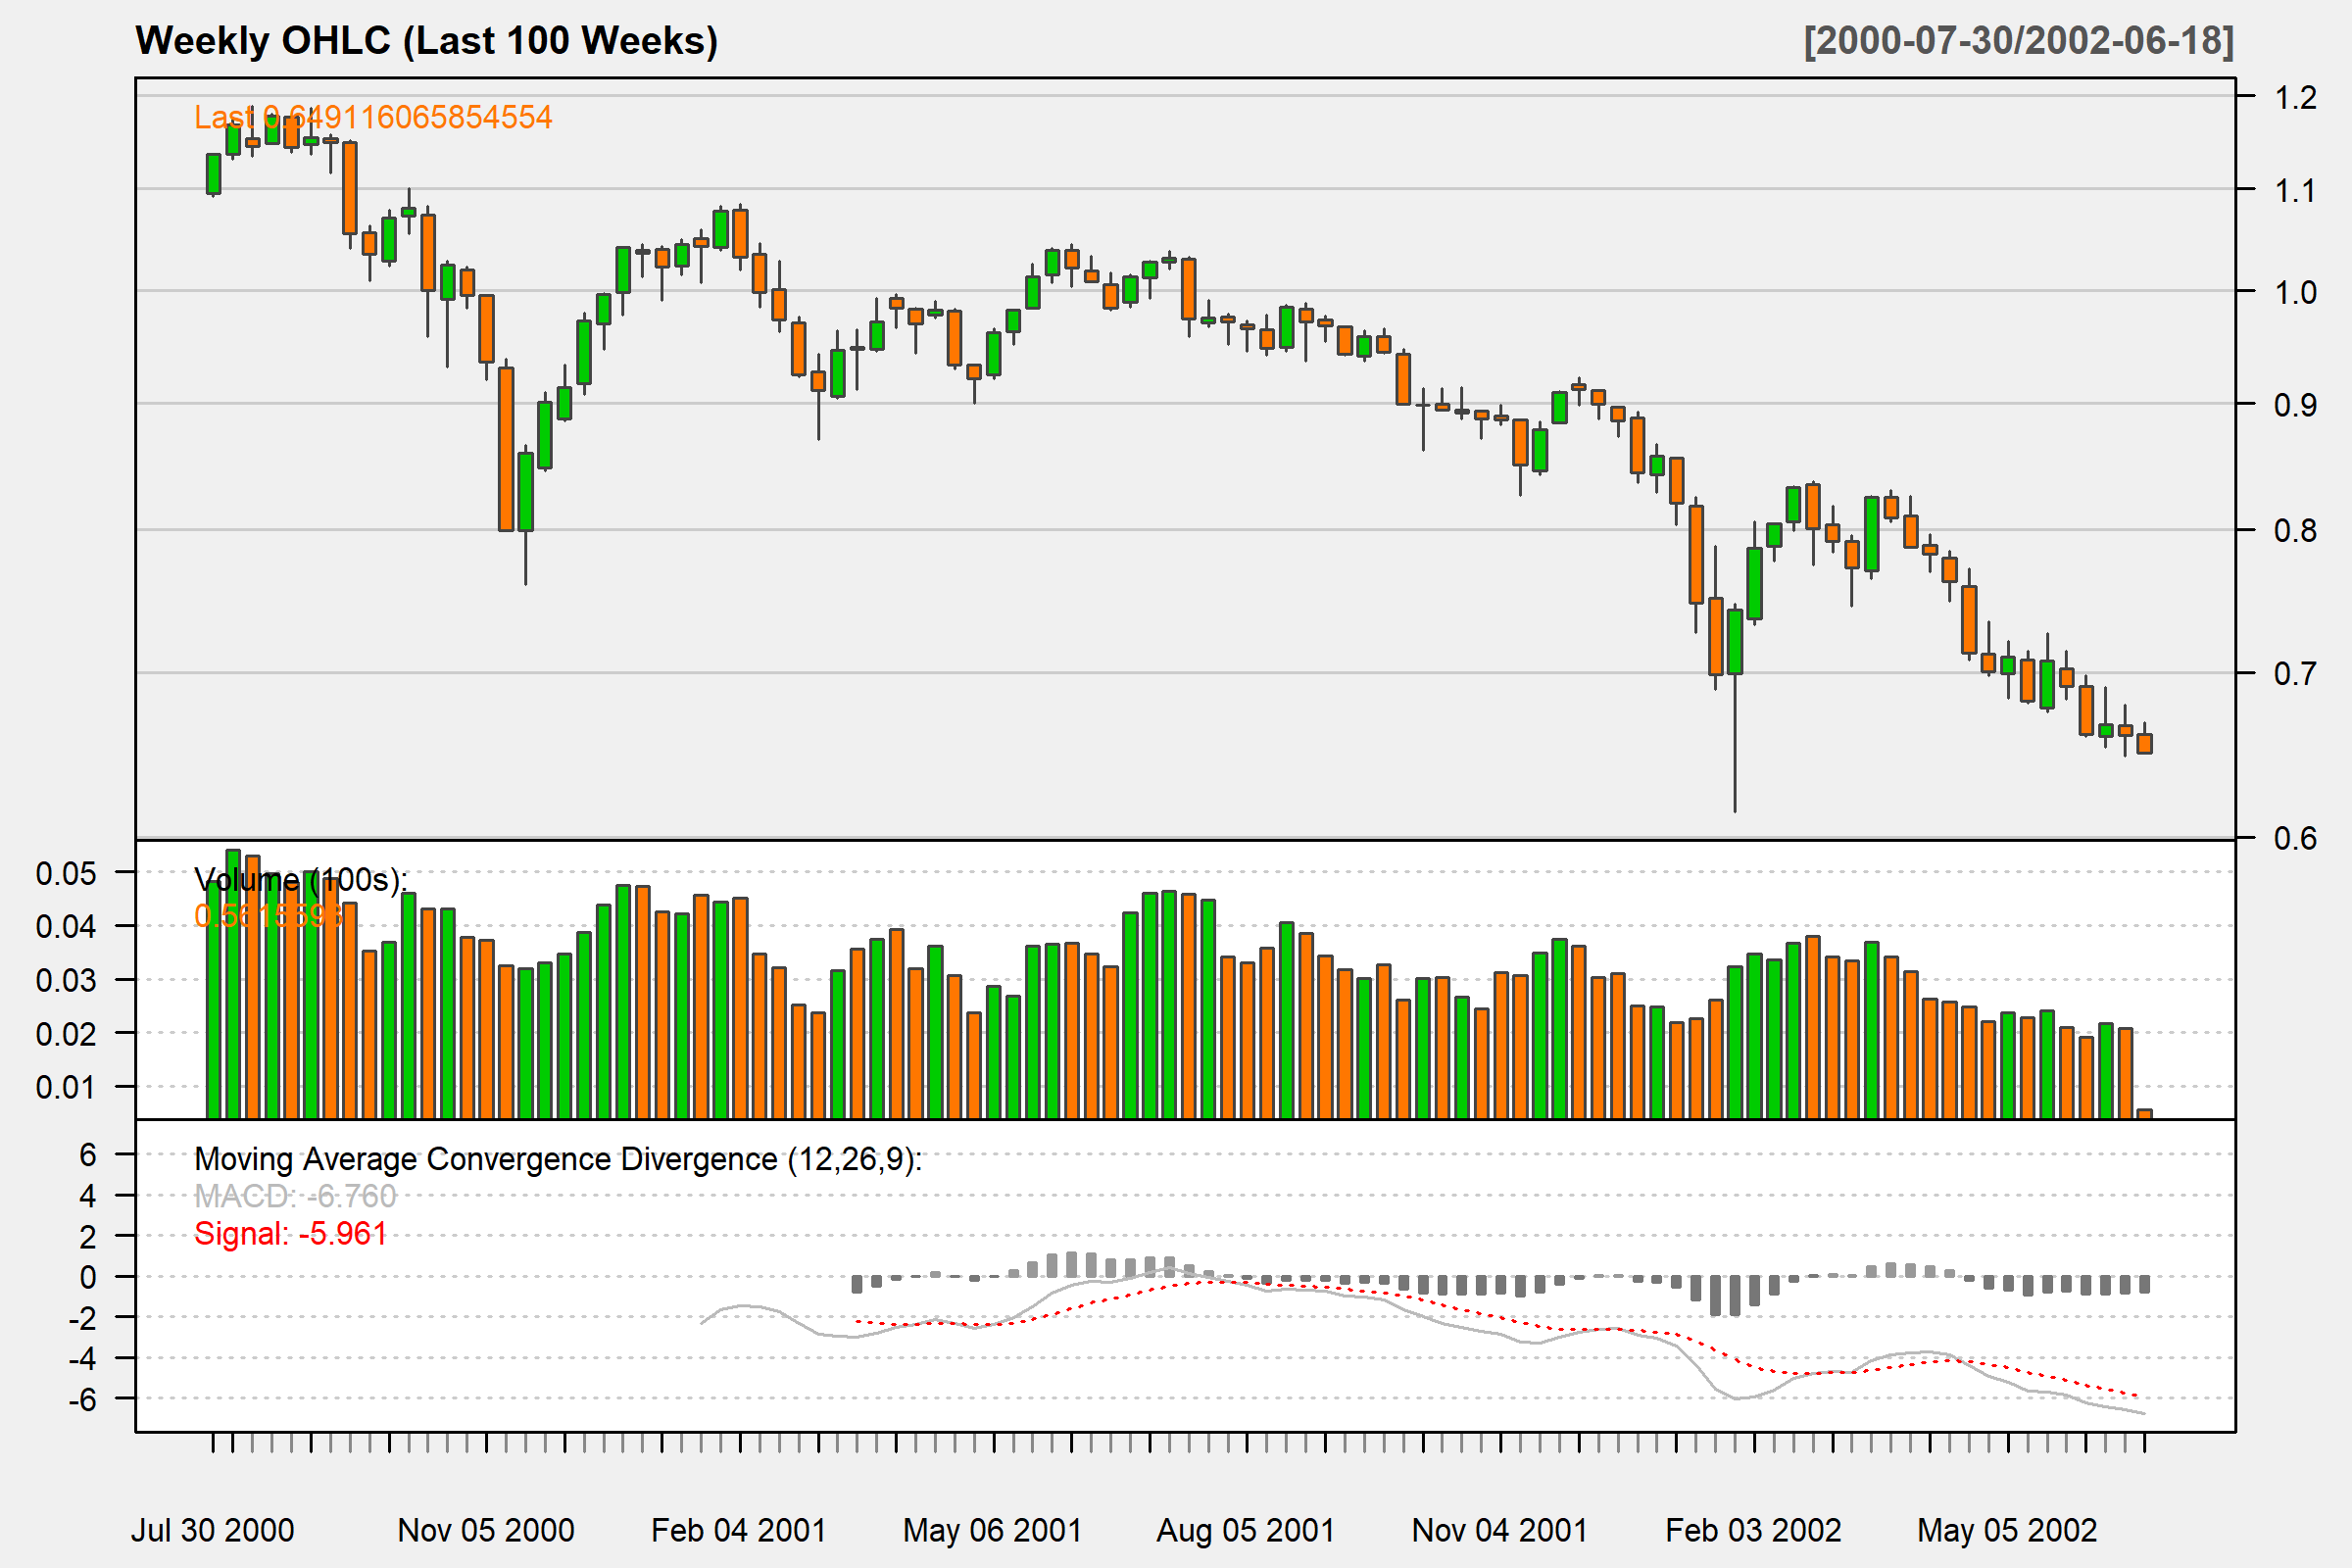 Weekly OHLC (Last 100 Weeks)
[2000-07-30/2002-06-18]
Last 0.649116065854554
1.2
1.1
1.0
0.9
0.8
0.7
0.6
Volume (100s):
0.05
0.04
0.03
0.02
0.01
Moving Average Convergence Divergence (12,26,9):
MACD: -6.760
Signal: -5.961
6
4
2
0
-2
-4
-6
Jul 30 2000
Nov 05 2000
Feb 04 2001
May 06 2001
Aug 05 2001
Nov 04 2001
Feb 03 2002
May 05 2002